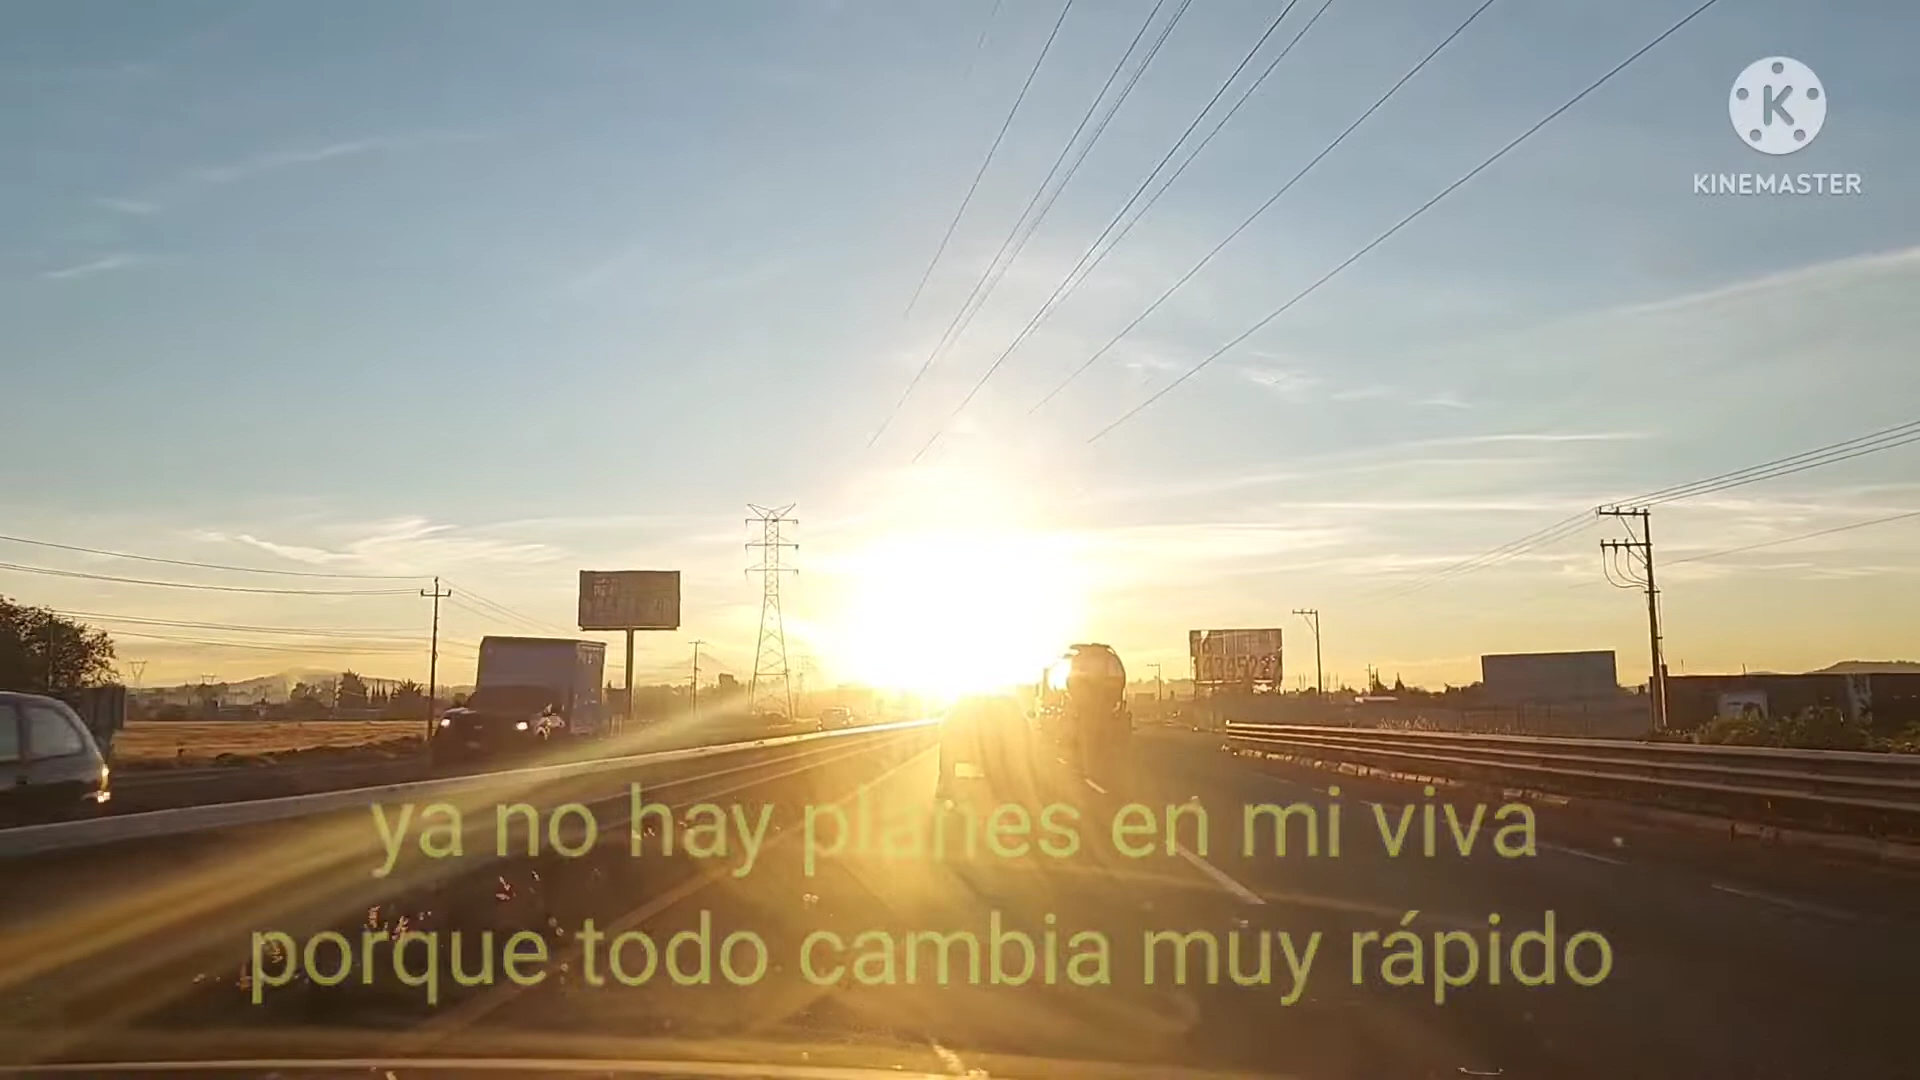 KINEMASTER
ya no hay planes en mi viva
porque todo cambia muy rápido